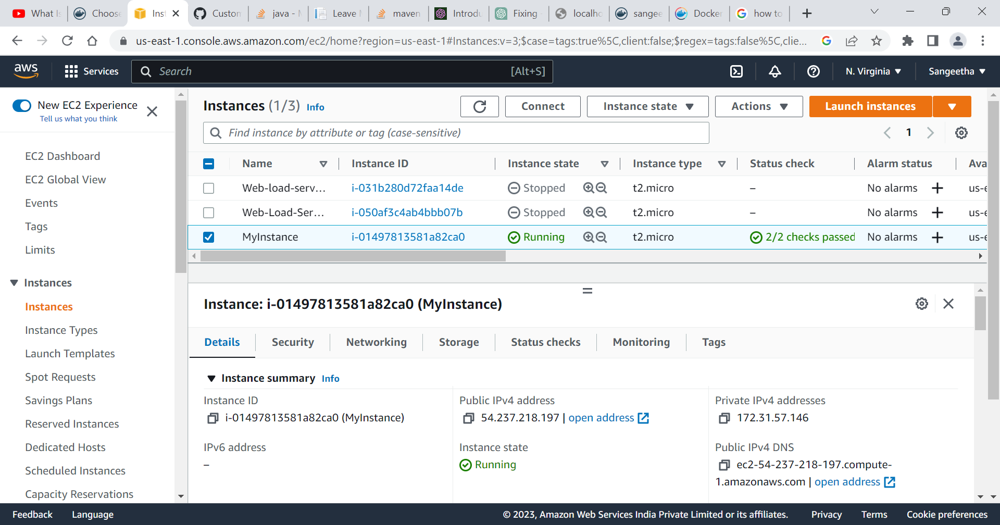 What Is
Choose
Inst
Custom
java - M
Leave M
maven
Introdu
Fixing
localho
sangee
Docker
how to
us-east-1.console.aws.amazon.com/ec2/home?region=us-east-1#Instances:v=3;$case=tags:true%5C,client:false;$regex=tags:false%5C,clie...
aws
Services
Search
[Alt+S]
N. Virginia
Sangeetha
New EC2 Experience
Tell us what you think
EC2 Dashboard
EC2 Global View
Events
Tags
Limits
Instances
Instances
Instance Types
Launch Templates
Spot Requests
Savings Plans
Reserved Instances
Dedicated Hosts
Scheduled Instances
Capacity Reservations
Instances (1/3) Info
Connect
Instance state
Actions
Launch instances
Find instance by attribute or tag (case-sensitive)
1
Name Instance ID Instance state Instance type Status check Alarm status Ava
Web-load-serv... i-031b280d72faa14de Stopped t2.micro – No alarms us-e
Web-Load-Ser... i-050af3c4ab4bbb07b Stopped t2.micro – No alarms us-e
MyInstance i-01497813581a82ca0 Running t2.micro 2/2 checks passed No alarms us-e
Instance: i-01497813581a82ca0 (MyInstance)
Details Security Networking Storage Status checks Monitoring Tags
Instance summary Info
Instance ID
i-01497813581a82ca0 (MyInstance)
Public IPv4 address
54.237.218.197 | open address
Private IPv4 addresses
172.31.57.146
IPv6 address
–
Instance state
Running
Public IPv4 DNS
ec2-54-237-218-197.compute-
1.amazonaws.com | open address
Feedback Language © 2023, Amazon Web Services India Private Limited or its affiliates. Privacy Terms Cookie preferences